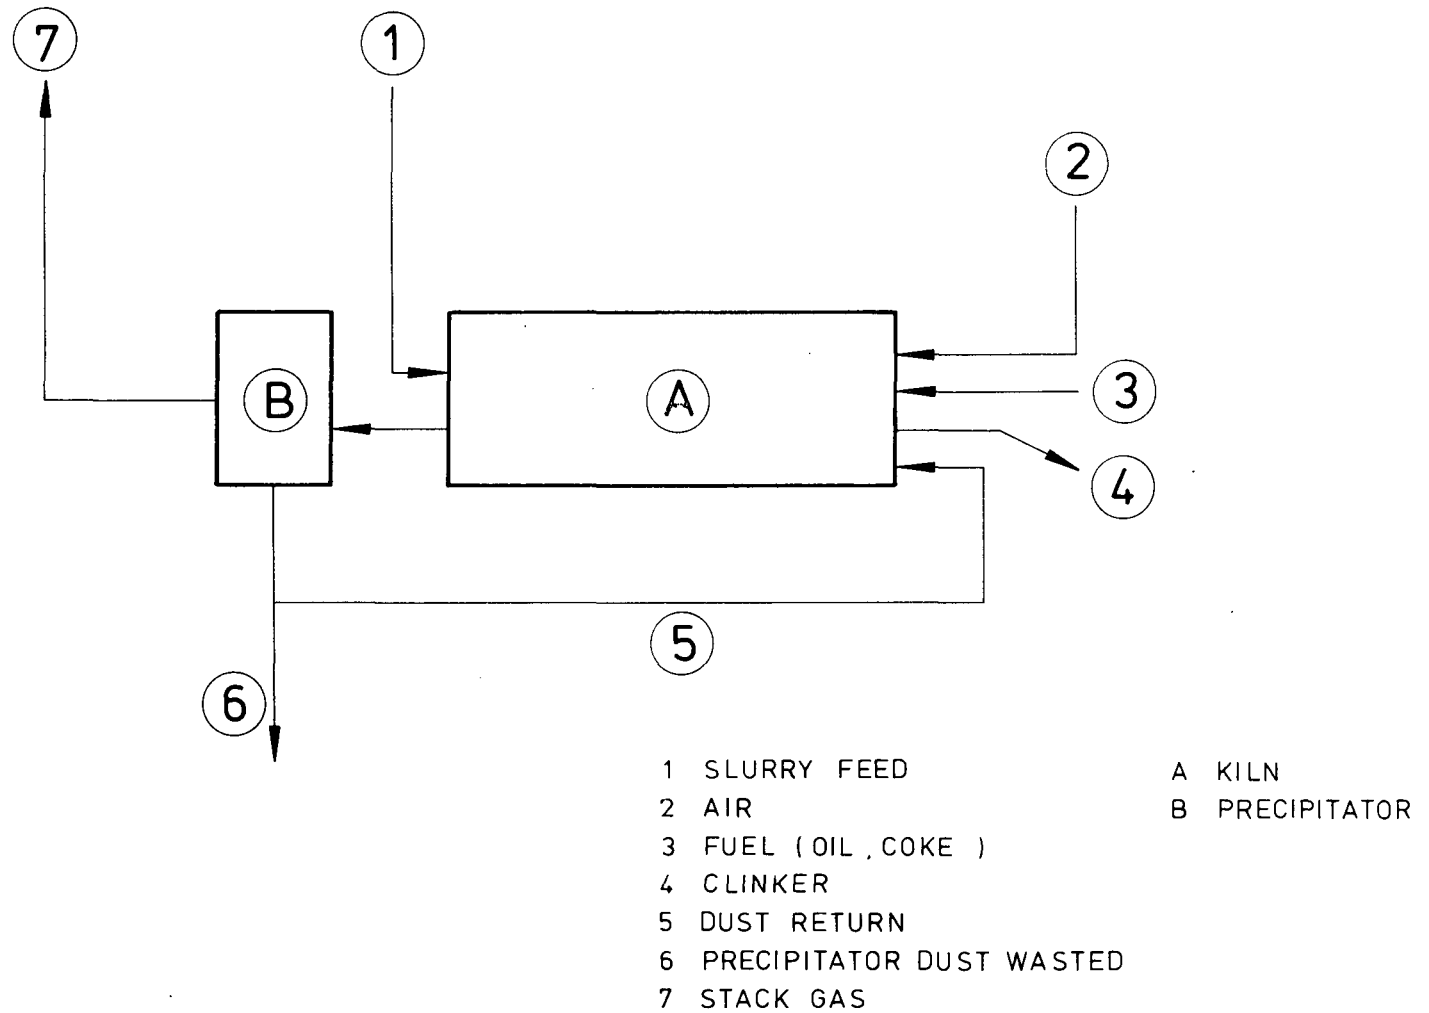 7
1
2
B
A
3
4
5
6
1 SLURRY FEED
2 AIR
3 FUEL ( OIL , COKE )
4 CLINKER
5 DUST RETURN
6 PRECIPITATOR DUST WASTED
7 STACK GAS
A KILN
B PRECIPITATOR